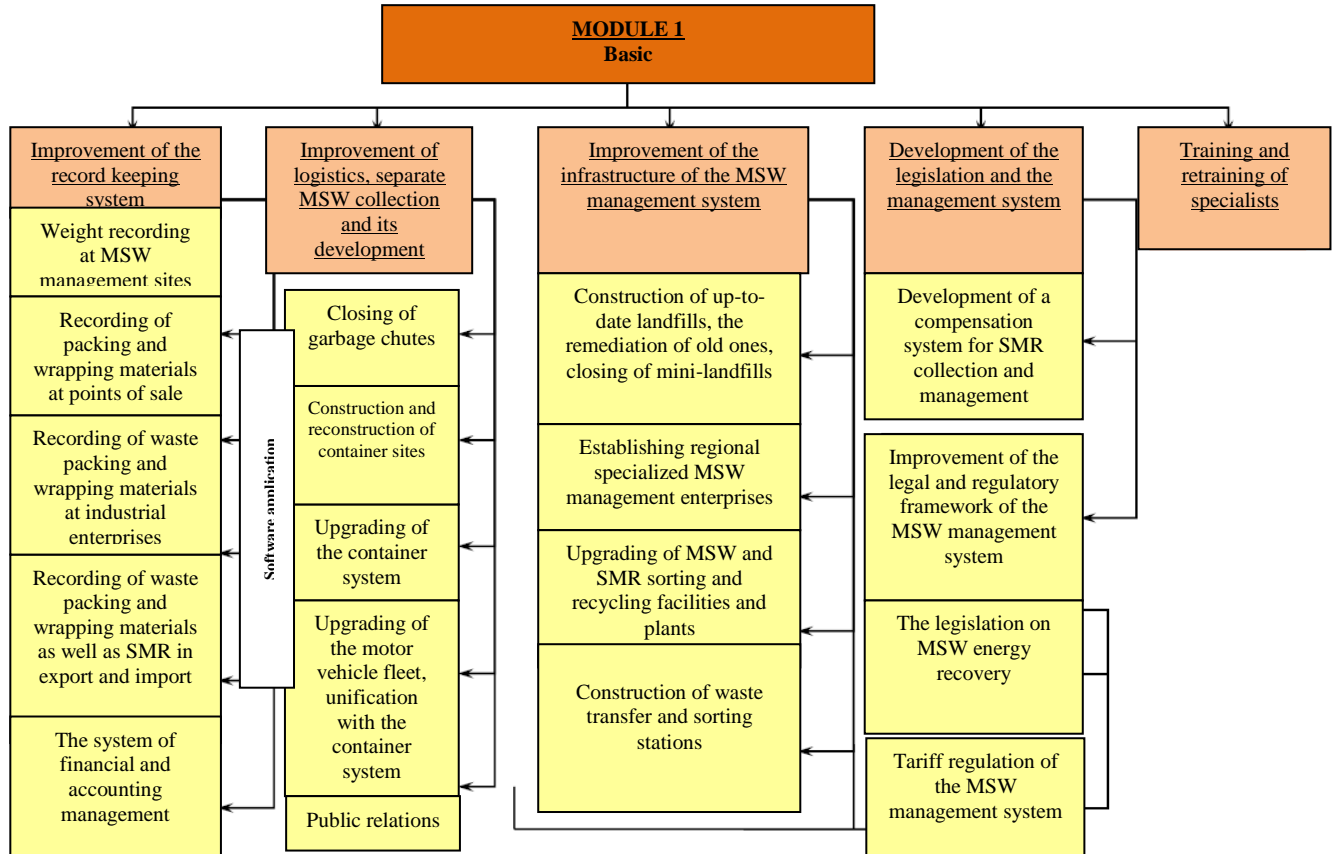 MODULE 1
Basic
Improvement of the
record keeping
system
Weight recording
at MSW
management sites
Recording of
packing and
wrapping materials
at points of sale
Recording of waste
packing and
wrapping materials
at industrial
enterprises
Recording of waste
packing and
wrapping materials
as well as SMR in
export and import
The system of
financial and
accounting
management
Software application
Improvement of
logistics, separate
MSW collection
and its
development
Closing of
garbage chutes
Construction and
reconstruction of
container sites
Upgrading of
the container
system
Upgrading of
the motor
vehicle fleet,
unification
with the
container
system
Public relations
Improvement of the
infrastructure of the MSW
management system
Construction of up-to-
date landfills, the
remediation of old ones,
closing of mini-landfills
Establishing regional
specialized MSW
management enterprises
Upgrading of MSW and
SMR sorting and
recycling facilities and
plants
Construction of waste
transfer and sorting
stations
Development of the
legislation and the
management system
Development of a
compensation
system for SMR
collection and
management
Improvement of the
legal and regulatory
framework of the
MSW management
system
The legislation on
MSW energy
recovery
Tariff regulation of
the MSW
management system
Training and
retraining of
specialists